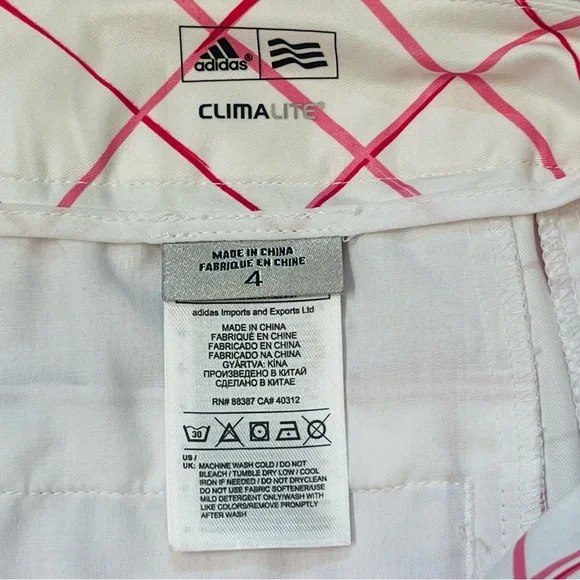 adidas®
CLIMALITE®
MADE IN CHINA
FABRIQUE EN CHINE
4
adidas Imports and Exports Ltd
MADE IN CHINA
FABRIQUÉ EN CHINE
FABRICADO EN CHINA
FABRICADO NA CHINA
GYÁRTVA: KÍNA
ПРОИЗВЕДЕНО В КИТАЙ
СДЕЛАНО В КИТАЕ
RN# 88387 CA# 40312
30
US /
UK: MACHINE WASH COLD / DO NOT
BLEACH / TUMBLE DRY LOW / COOL
IRON IF NEEDED / DO NOT DRY CLEAN
DO NOT USE FABRIC SOFTENER/USE
MILD DETERGENT ONLY/WASH WITH
LIKE COLORS/REMOVE PROMPTLY
AFTER WASH